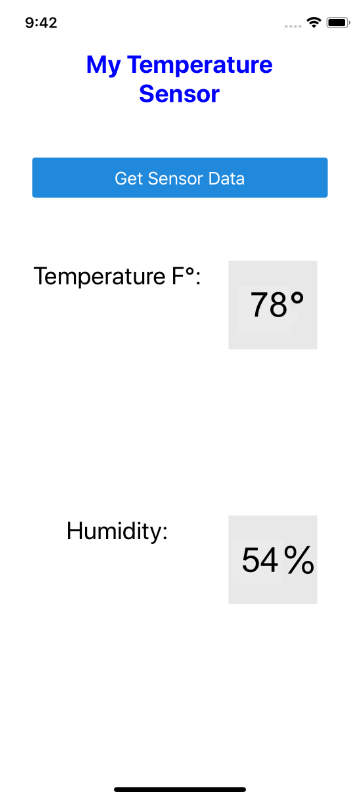 9:42
My Temperature
Sensor
Get Sensor Data
Temperature F°:
78°
Humidity:
54%